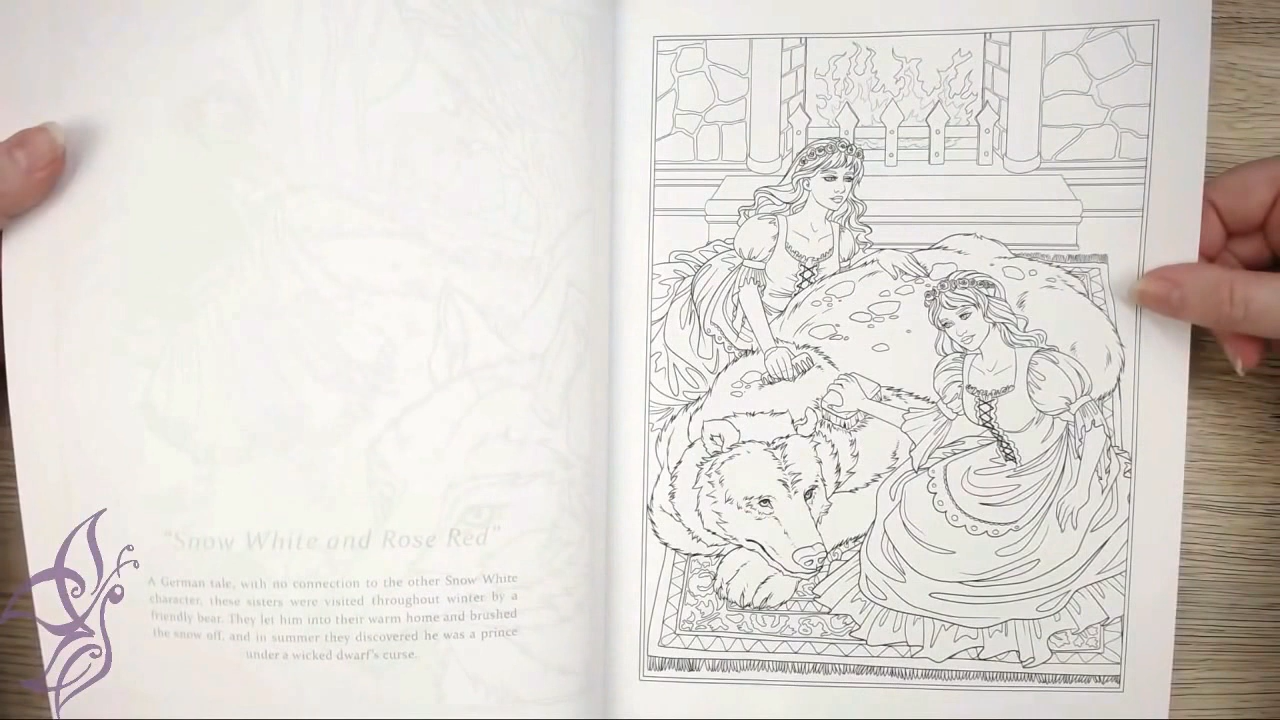 "Snow White and Rose Red"
A German tale, with no connection to the other Snow White
character, these sisters were visited throughout winter by a
friendly bear. They let him into their warm home and brushed
the snow off, and in summer they discovered he was a prince
under a wicked dwarf's curse.